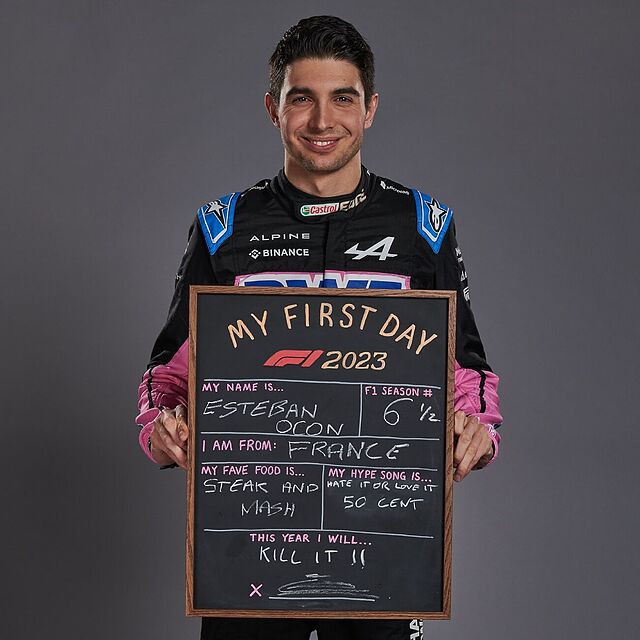 Castrol
ALPINE
BINANCE
MY FIRST DAY
F1 2023
MY NAME IS...
ESTEBAN
OCON
F1 SEASON #
6 1/2
I AM FROM: FRANCE
MY FAVE FOOD IS...
STEAK AND
MASH
MY HYPE SONG IS...
HATE IT OR LOVE IT
50 CENT
THIS YEAR I WILL...
KILL IT !!
X